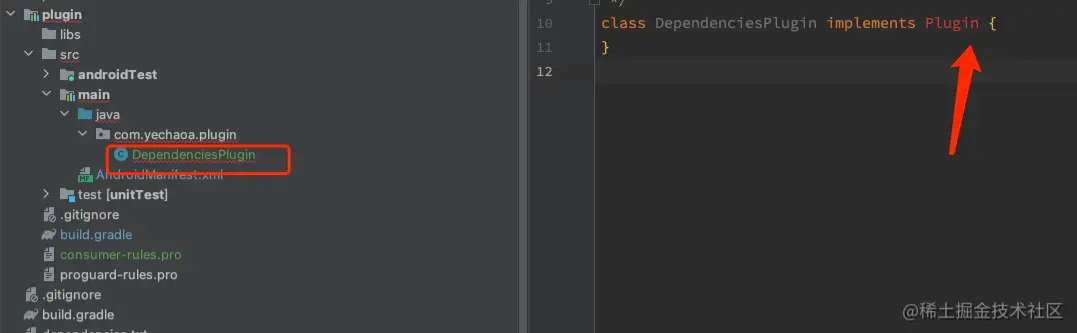 plugin
libs
src
androidTest
main
java
com.yechaoa.plugin
DependenciesPlugin
AndroidManifest.xml
test [unitTest]
.gitignore
build.gradle
consumer-rules.pro
proguard-rules.pro
.gitignore
build.gradle
dependencies.txt
*/
10 class DependenciesPlugin implements Plugin {
11 }
12
@稀土掘金技术社区